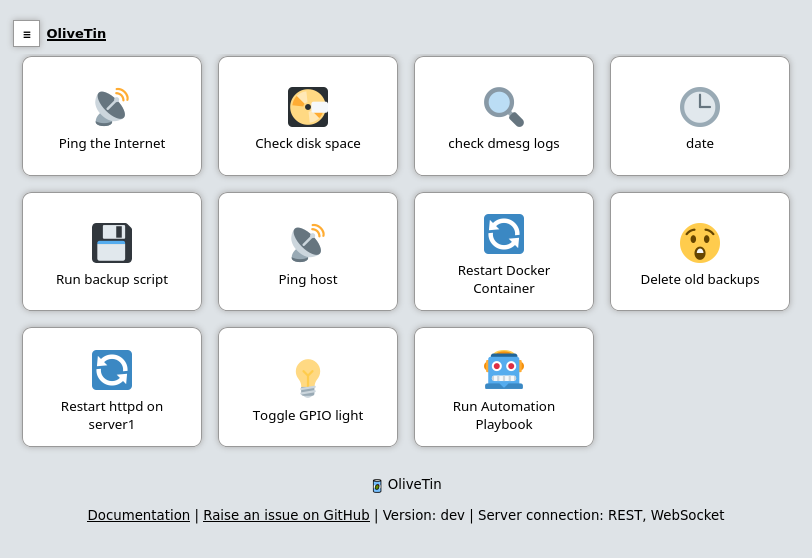 ≡ OliveTin
Ping the Internet
Check disk space
check dmesg logs
date
Run backup script
Ping host
Restart Docker
Container
Delete old backups
Restart httpd on
server1
Toggle GPIO light
Run Automation
Playbook
OliveTin
Documentation | Raise an issue on GitHub | Version: dev | Server connection: REST, WebSocket